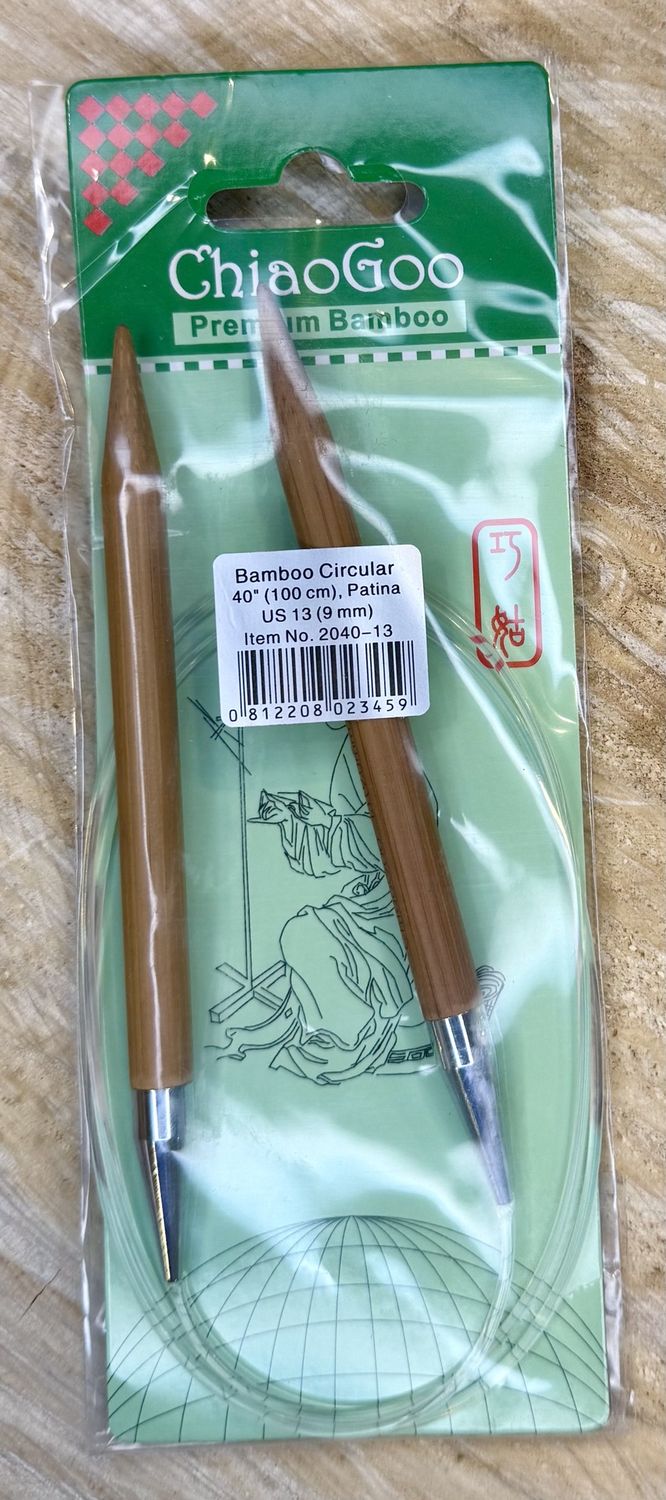 ChiaoGoo
Premium Bamboo
巧
姑
Bamboo Circular
40" (100 cm), Patina
US 13 (9 mm)
Item No. 2040-13
0 812208 023459